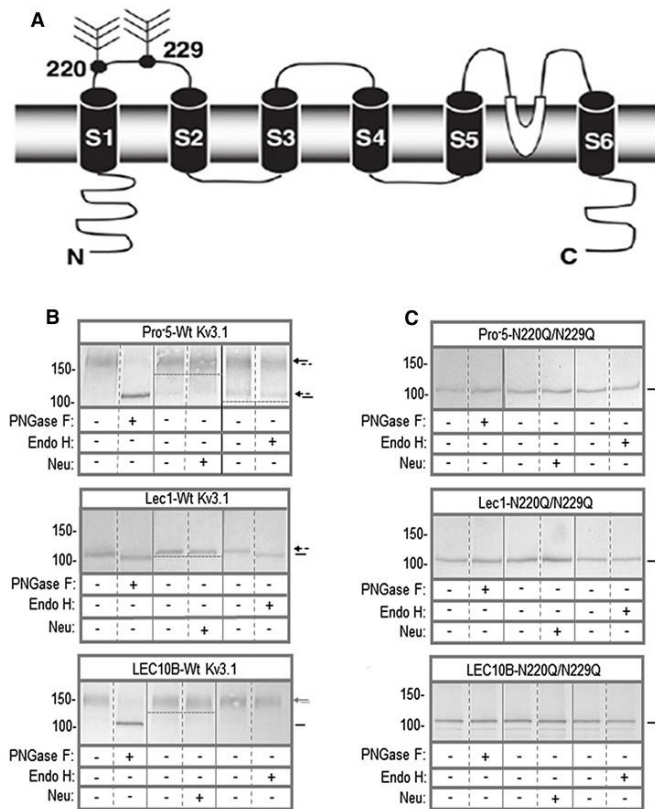 A
220
229
S1
S2
S3
S4
S5
S6
N
C
B
Pro-5-Wt Kv3.1
150-
100-
PNGase F: - + - - - -
Endo H: - - - - - +
Neu: - - - + - -
Lec1-Wt Kv3.1
150-
100-
PNGase F: - + - - - -
Endo H: - - - - - +
Neu: - - - + - -
LEC10B-Wt Kv3.1
150-
100-
PNGase F: - + - - - -
Endo H: - - - - - +
Neu: - - - + - -
C
Pro-5-N220Q/N229Q
150-
100-
PNGase F: - + - - - -
Endo H: - - - - - +
Neu: - - - + - -
Lec1-N220Q/N229Q
150-
100-
PNGase F: - + - - - -
Endo H: - - - - - +
Neu: - - - + - -
LEC10B-N220Q/N229Q
150-
100-
PNGase F: - + - - - -
Endo H: - - - - - +
Neu: - - - + - -